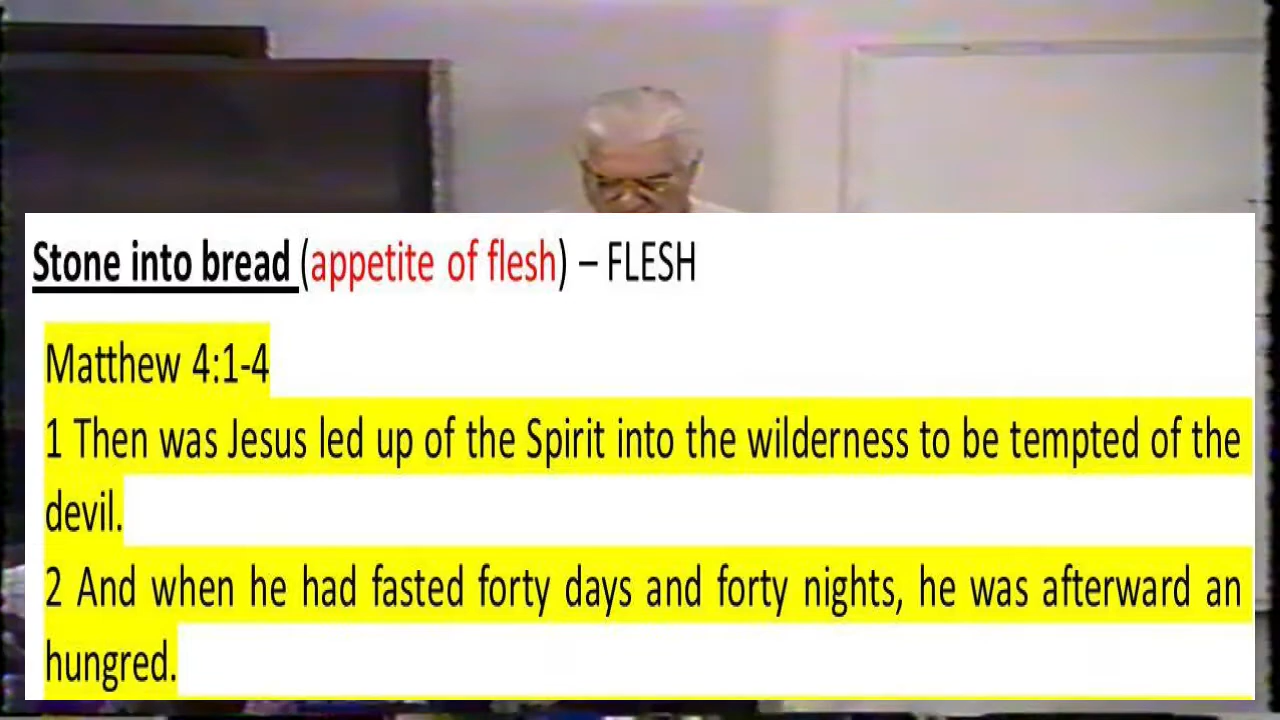 Stone into bread (appetite of flesh) – FLESH
Matthew 4:1-4
1 Then was Jesus led up of the Spirit into the wilderness to be tempted of the
devil.
2 And when he had fasted forty days and forty nights, he was afterward an
hungred.